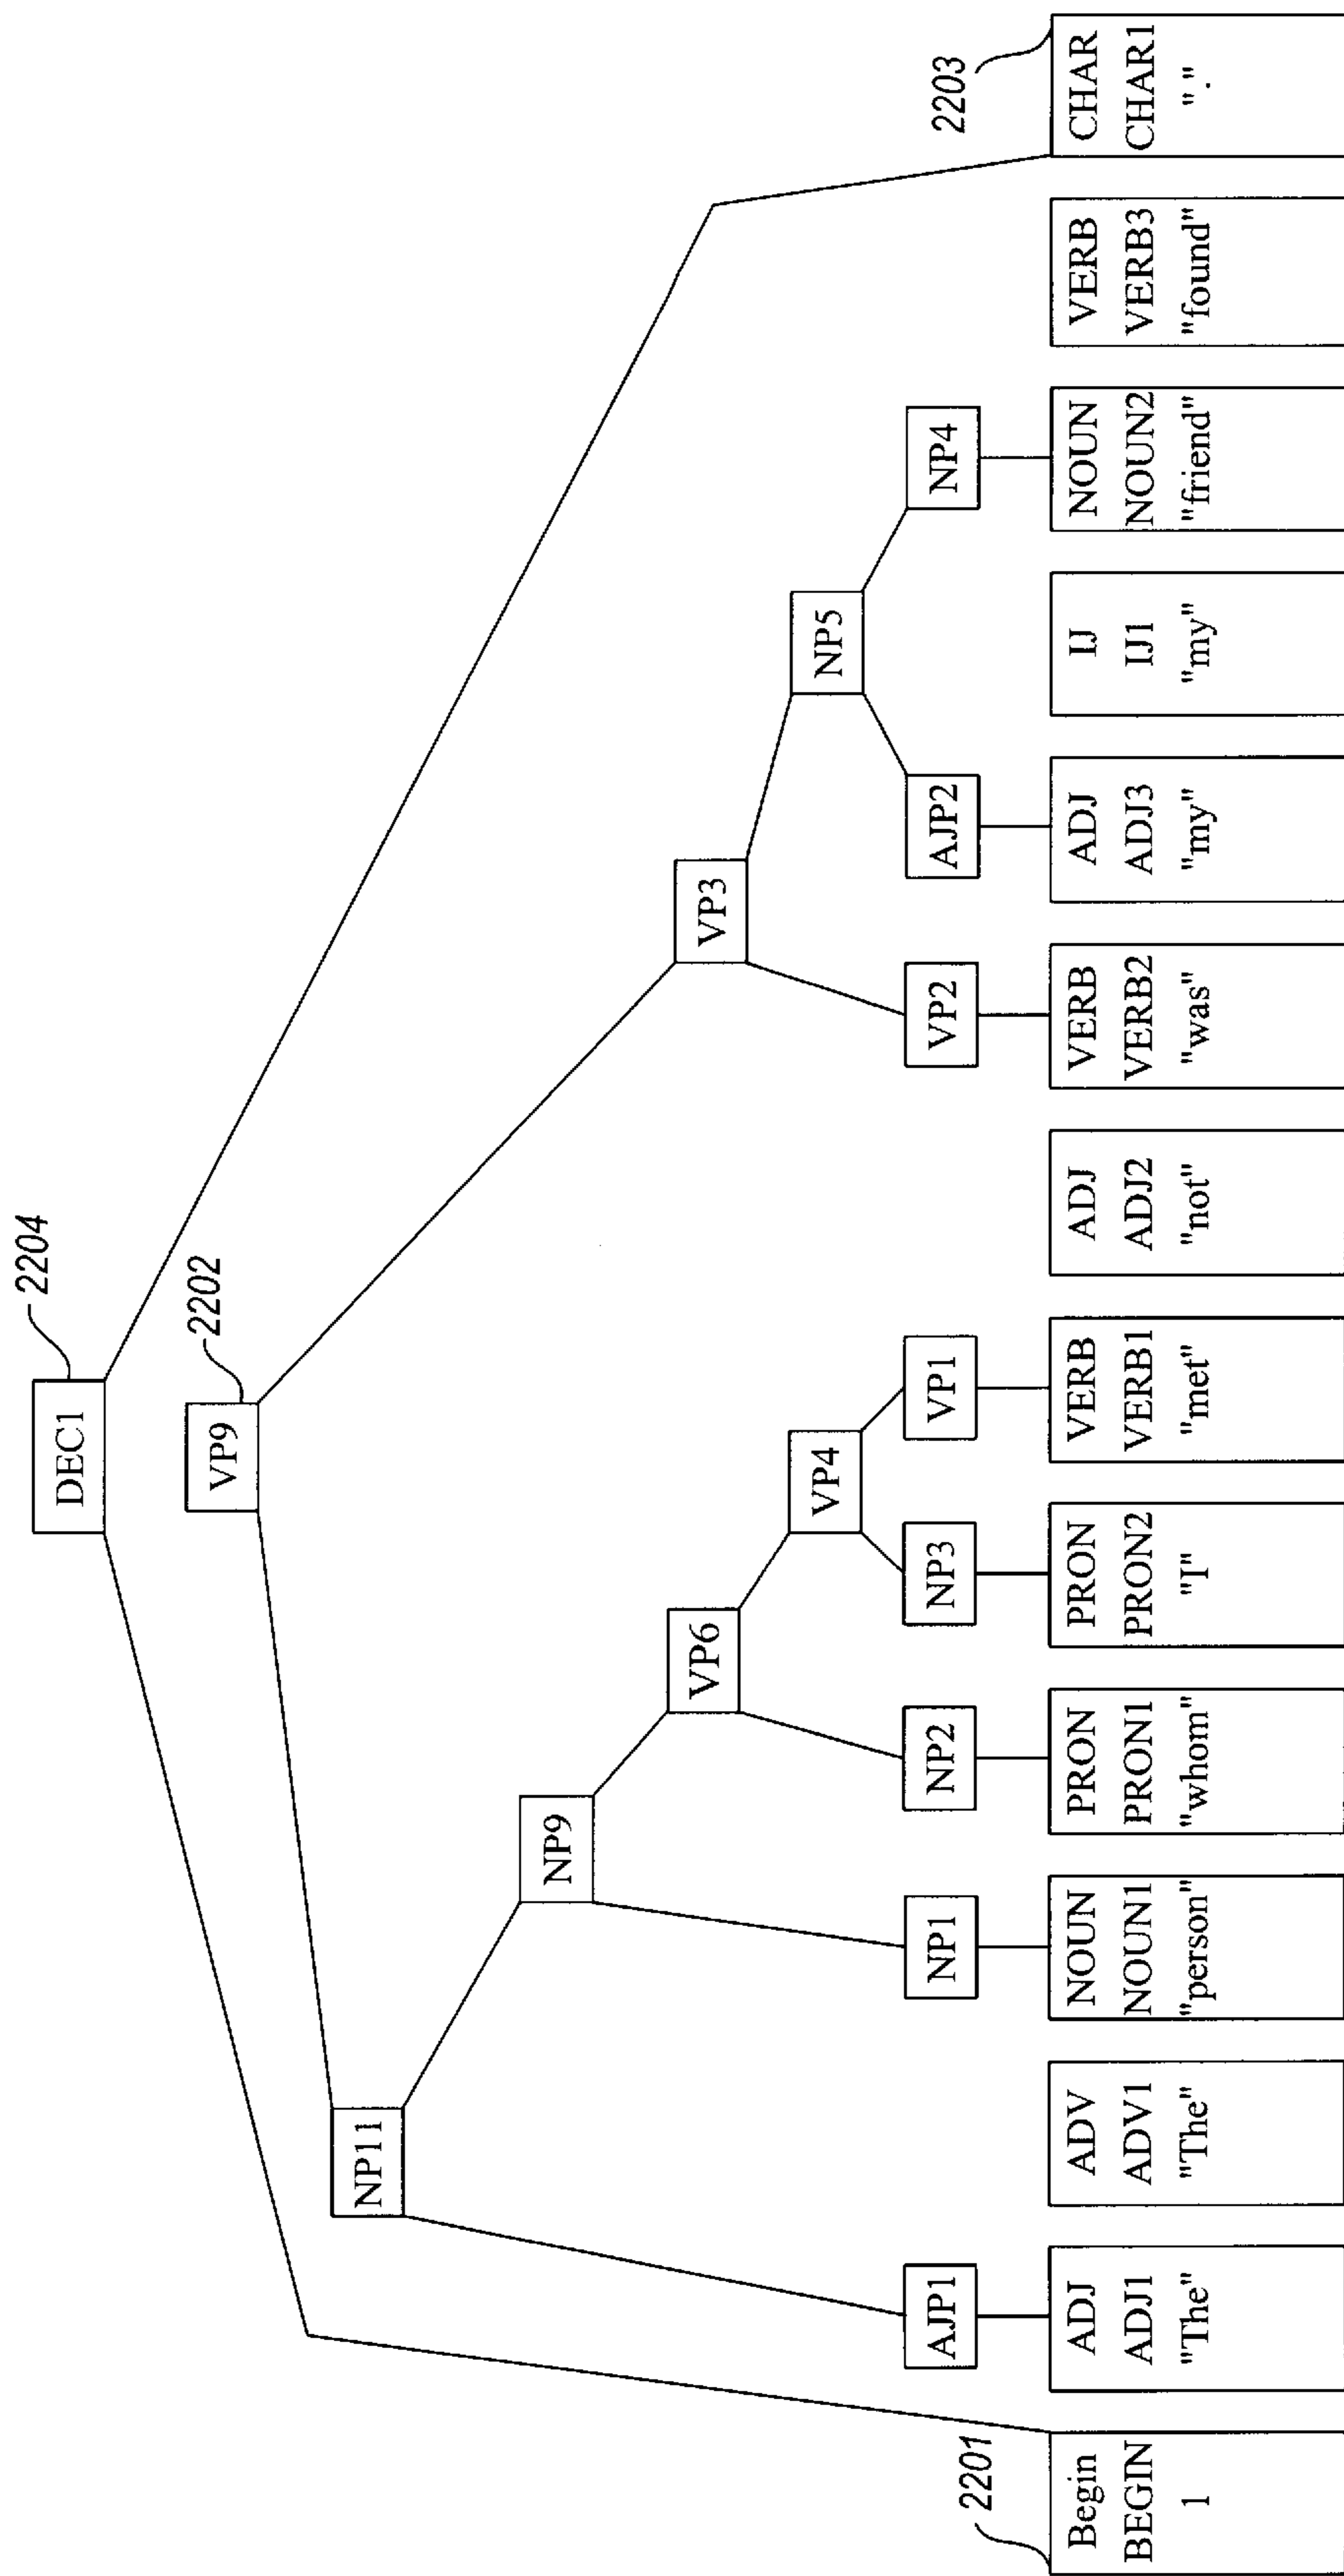 DEC1
2204
VP9
2202
NP11
NP9
VP6
VP3
VP4
NP5
AJP1
NP1
NP2
NP3
VP1
VP2
AJP2
NP4
2201
2203
Begin
BEGIN
1
ADJ
ADJ1
"The"
ADV
ADV1
"The"
NOUN
NOUN1
"person"
PRON
PRON1
"whom"
PRON
PRON2
"I"
VERB
VERB1
"met"
ADJ
ADJ2
"not"
VERB
VERB2
"was"
ADJ
ADJ3
"my"
IJ
IJ1
"my"
NOUN
NOUN2
"friend"
VERB
VERB3
"found"
CHAR
CHAR1
"."